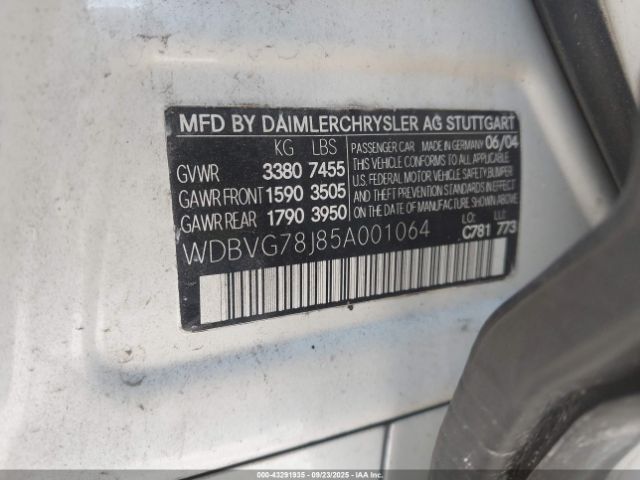 MFD BY DAIMLERCHRYSLER AG STUTTGART
KG LBS
GVWR 3380 7455
GAWR FRONT 1590 3505
GAWR REAR 1790 3950
PASSENGER CAR MADE IN GERMANY 06/04
THIS VEHICLE CONFORMS TO ALL APPLICABLE
U.S. FEDERAL MOTOR VEHICLE SAFETY BUMPER,
AND THEFT PREVENTION STANDARDS IN
EFFECT ON THE DATE OF MANUFACTURE SHOWN ABOVE
LO: LU:
WDBVG78J85A001064 C781 773
000-43291935 - 09/23/2025 - IAAI.COM